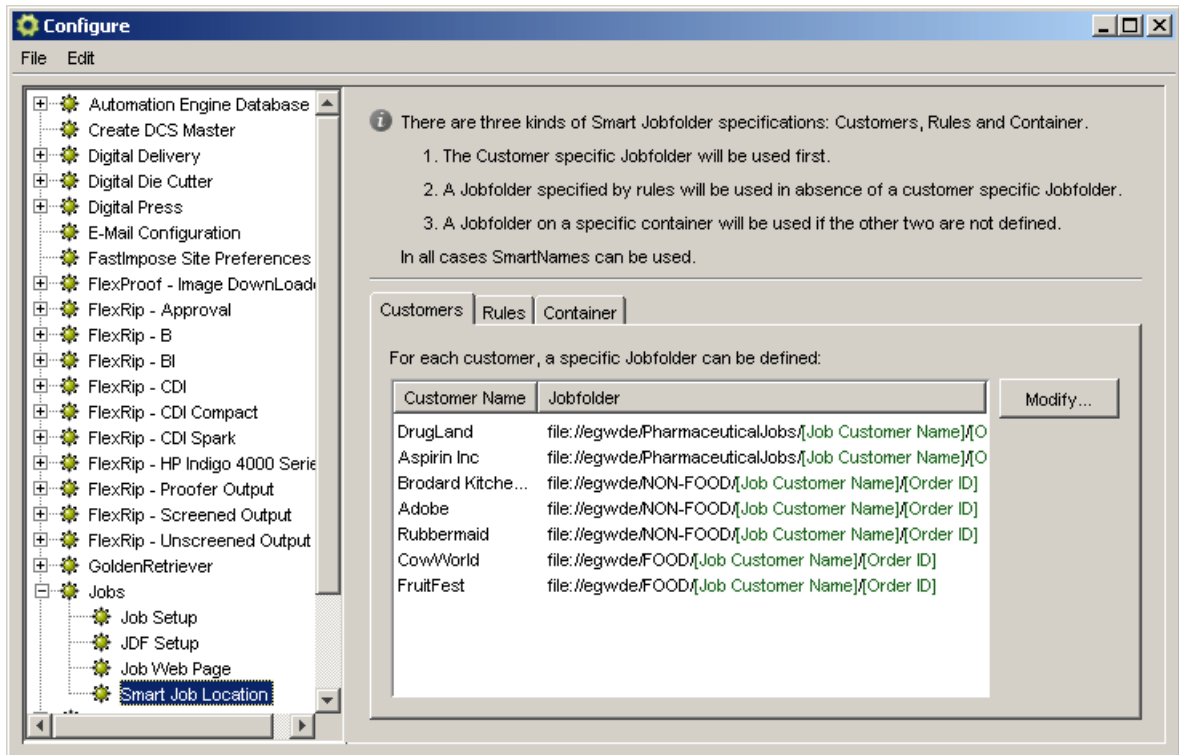 Configure
File Edit
Automation Engine Database
Create DCS Master
Digital Delivery
Digital Die Cutter
Digital Press
E-Mail Configuration
FastImpose Site Preferences
FlexProof - Image DownLoade
FlexRip - Approval
FlexRip - B
FlexRip - BI
FlexRip - CDI
FlexRip - CDI Compact
FlexRip - CDI Spark
FlexRip - HP Indigo 4000 Serie
FlexRip - Proofer Output
FlexRip - Screened Output
FlexRip - Unscreened Output
GoldenRetriever
Jobs
Job Setup
JDF Setup
Job Web Page
Smart Job Location
There are three kinds of Smart Jobfolder specifications: Customers, Rules and Container.
1. The Customer specific Jobfolder will be used first.
2. A Jobfolder specified by rules will be used in absence of a customer specific Jobfolder.
3. A Jobfolder on a specific container will be used if the other two are not defined.
In all cases SmartNames can be used.
Customers Rules Container
For each customer, a specific Jobfolder can be defined:
Customer Name Jobfolder
Modify...
DrugLand file://egwde/PharmaceuticalJobs/[Job Customer Name]/[O
Aspirin Inc file://egwde/PharmaceuticalJobs/[Job Customer Name]/[O
Brodard Kitche... file://egwde/NON-FOOD/[Job Customer Name]/[Order ID]
Adobe file://egwde/NON-FOOD/[Job Customer Name]/[Order ID]
Rubbermaid file://egwde/NON-FOOD/[Job Customer Name]/[Order ID]
CowWorld file://egwde/FOOD/[Job Customer Name]/[Order ID]
FruitFest file://egwde/FOOD/[Job Customer Name]/[Order ID]